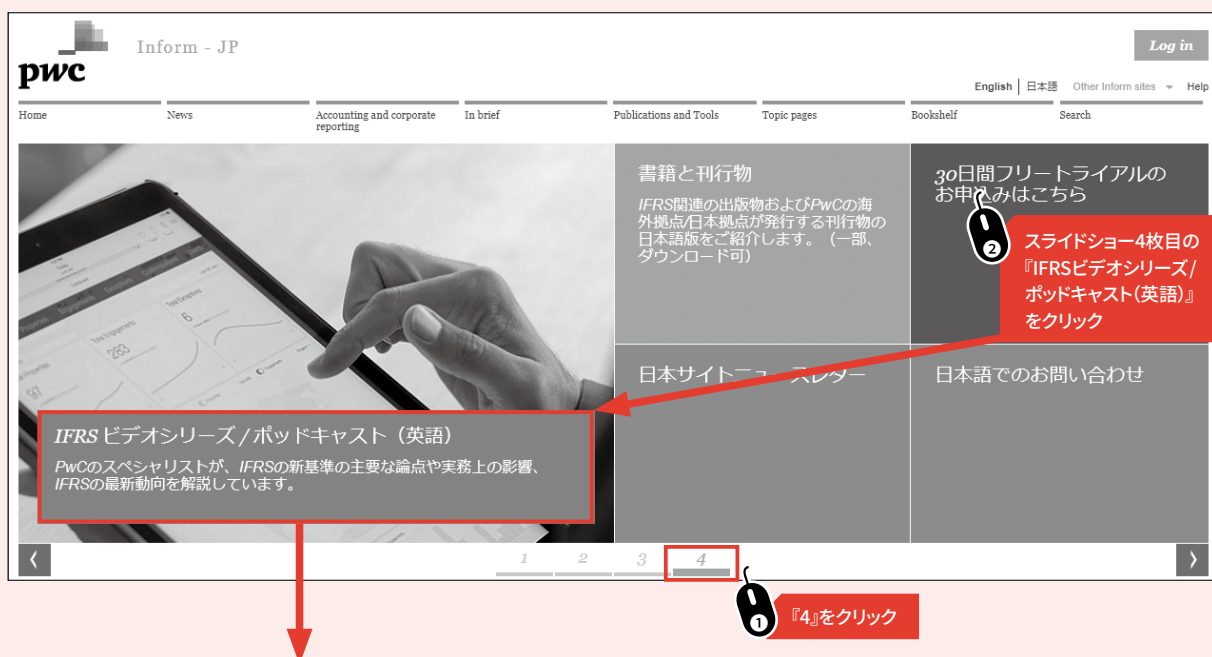 pwc
Inform - JP
Log in
English
日本語
Other Inform sites
Help
Home
News
Accounting and corporate
reporting
In brief
Publications and Tools
Topic pages
Bookshelf
Search
書籍と刊行物
IFRS関連の出版物およびPwCの海
外拠点/日本拠点が発行する刊行物の
日本語版をご紹介します。（一部、
ダウンロード可）
30日間フリートライアルの
お申込みはこちら
2
スライドショー4枚目の
『IFRSビデオシリーズ/
ポッドキャスト（英語）』
をクリック
日本サイトニュースレター
日本語でのお問い合わせ
Total Engagements
283
6
97
IFRS ビデオシリーズ/ポッドキャスト（英語）
PwCのスペシャリストが、IFRSの新基準の主要な論点や実務上の影響、
IFRSの最新動向を解説しています。
1
2
3
4
1
『4』をクリック